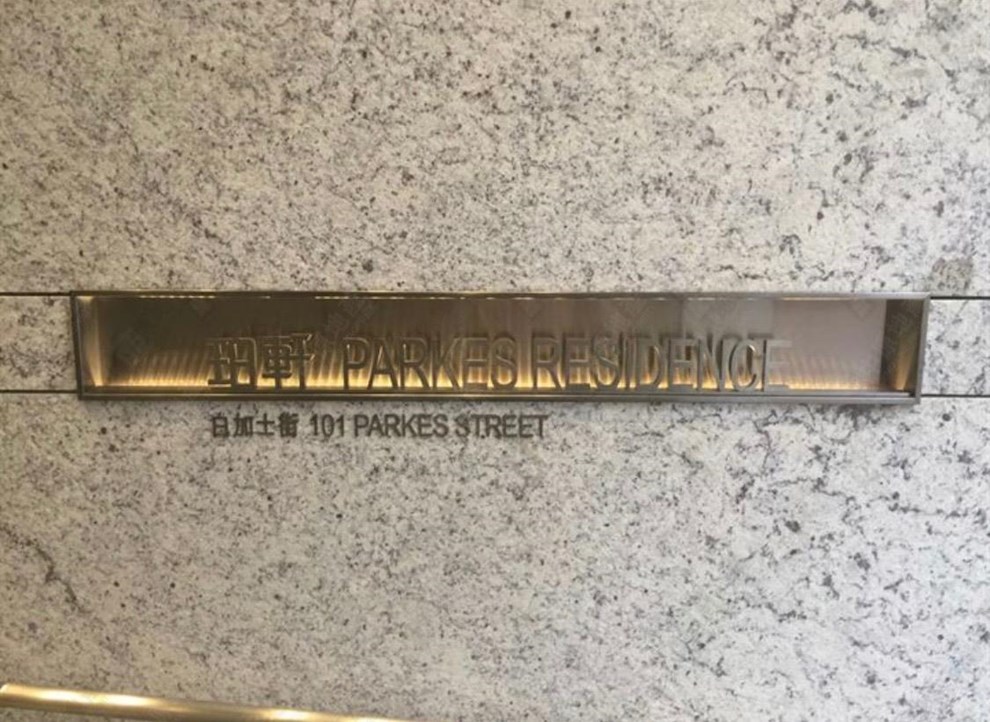 珀軒 PARKES RESIDENCE
白加士街 101 PARKES STREET